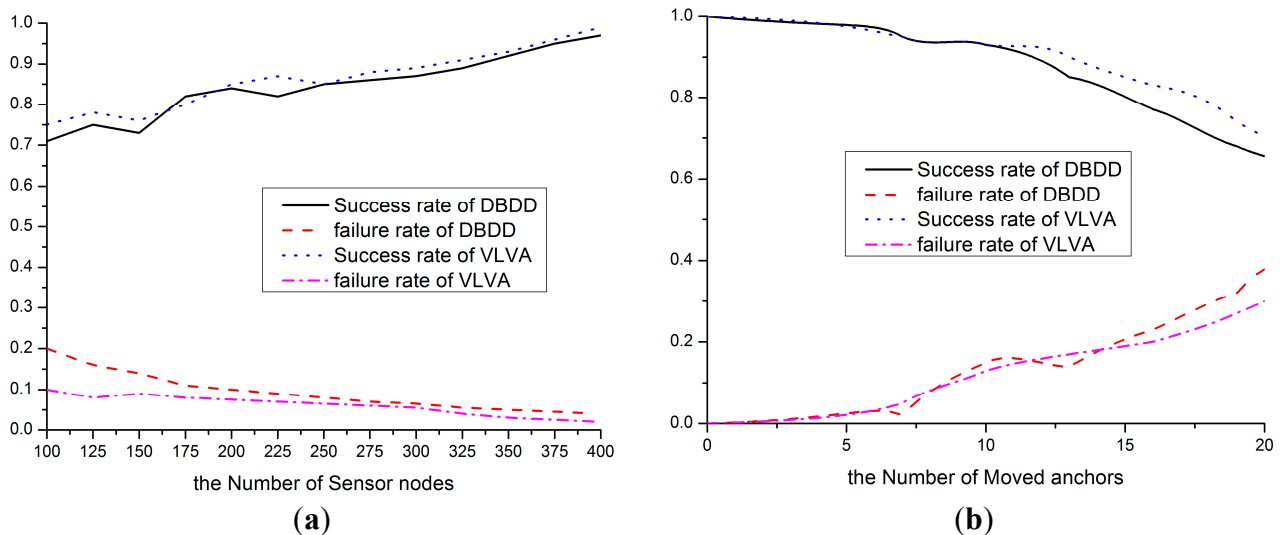 1.0
0.9
0.8
0.7
0.6
0.5
0.4
0.3
0.2
0.1
0.0
100 125 150 175 200 225 250 275 300 325 350 375 400
Success rate of DBDD
failure rate of DBDD
Success rate of VLVA
failure rate of VLVA
the Number of Sensor nodes
(a)
1.0
0.8
0.6
0.4
0.2
0.0
0 5 10 15 20
Success rate of DBDD
failure rate of DBDD
Success rate of VLVA
failure rate of VLVA
the Number of Moved anchors
(b)